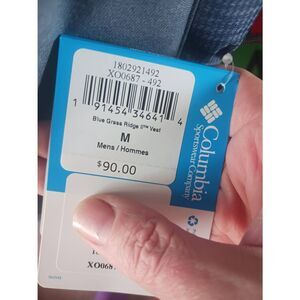 1802921492
XO0687 - 492
1 91454 34641 4
Blue Grass Ridge II™ Vest
M
Mens / Hommes
$90.00
Columbia
Sportswear Company
XO068